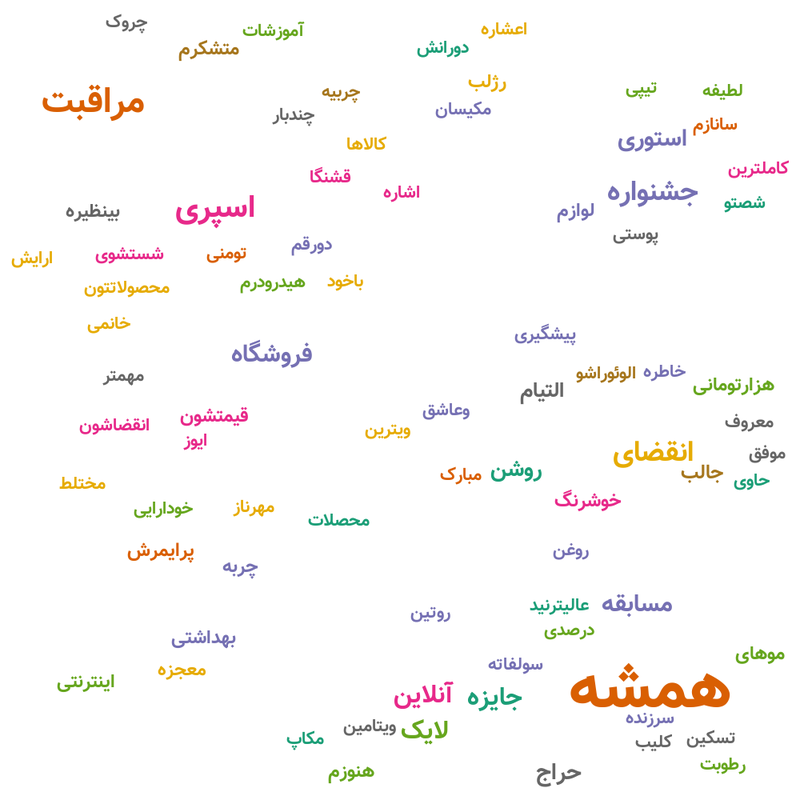 چروک
آموزشات
اعشاره
متشکرم
دورانش
رژلب
تیپی
لطیفه
چربیه
مراقبت
مکیسان
چندبار
سانازم
استوری
کالاها
کاملترین
قشنگا
اشاره
جشنواره
شصتو
اسپری
لوازم
بینظیره
پوستی
دورقم
تومنی
شستشوی
ارایش
باخود
هیدرودرم
محصولاتتون
خانمی
پیشگیری
فروشگاه
خاطره
الوئوراشو
مهمتر
هزارتومانی
التیام
وعاشق
قیمتشون
معروف
انقضاشون
ویترین
ایوز
انقضای
موفق
جالب
روشن
مبارک
حاوی
مختلط
خوشرنگ
مهرناز
خودارایی
محصلات
روغن
پرایمرش
چربه
مسابقه
عالیترنید
روتین
درصدی
بهداشتی
موهای
سولفاته
معجزه
اینترنتی
همشه
آنلاین
جایزه
سرزنده
ویتامین
لایک
تسکین
کلیب
مکاپ
رطوبت
هنوزم
حراج